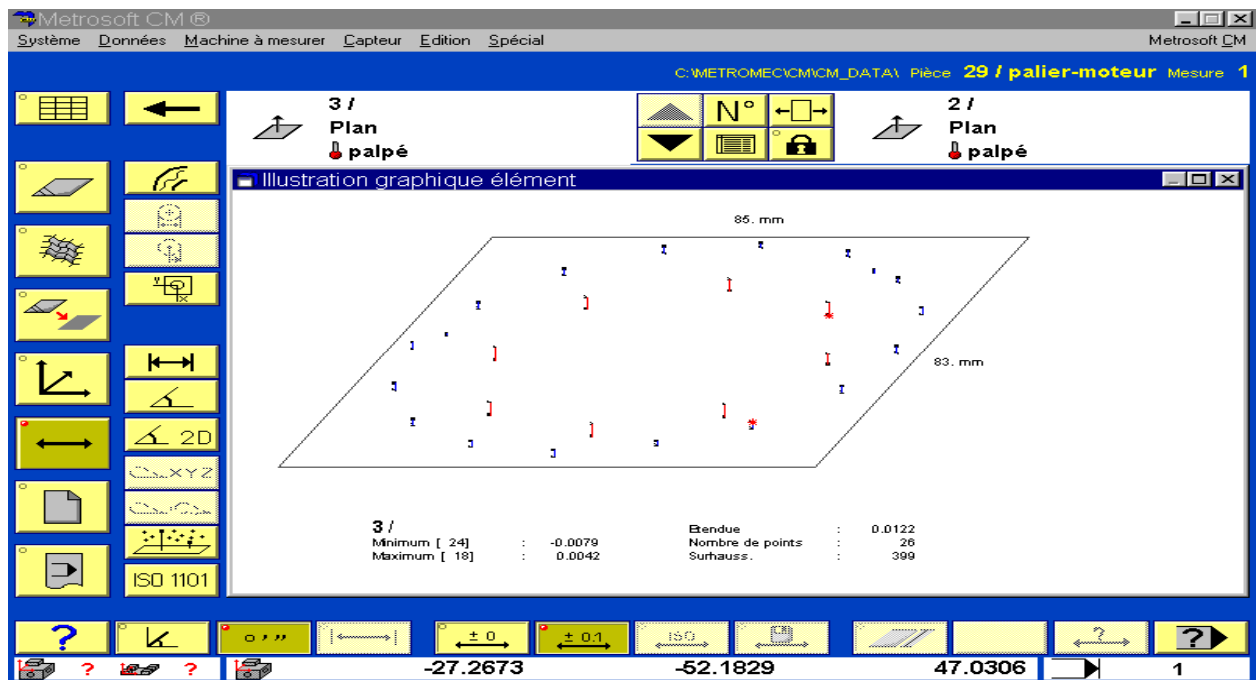 Metrosoft CM ®
Système Données Machine à mesurer Capteur Edition Spécial Metrosoft CM
C:\METROMEC\CM\CM_DATA\ Pièce 29 / palier-moteur Mesure 1
3 /
Plan
palpé
N°
2 /
Plan
palpé
Illustration graphique élément
85. mm
83. mm
Y
X
2D
XYZ
ISO 1101
3 /
Minimum [ 24] : -0.0079
Maximum [ 18] : 0.0042
Etendue : 0.0122
Nombre de points : 26
Surhauss. : 399
? o , ,, ± 0 ± 0.1 ISO ? ?
? ? -27.2673 -52.1829 47.0306 1